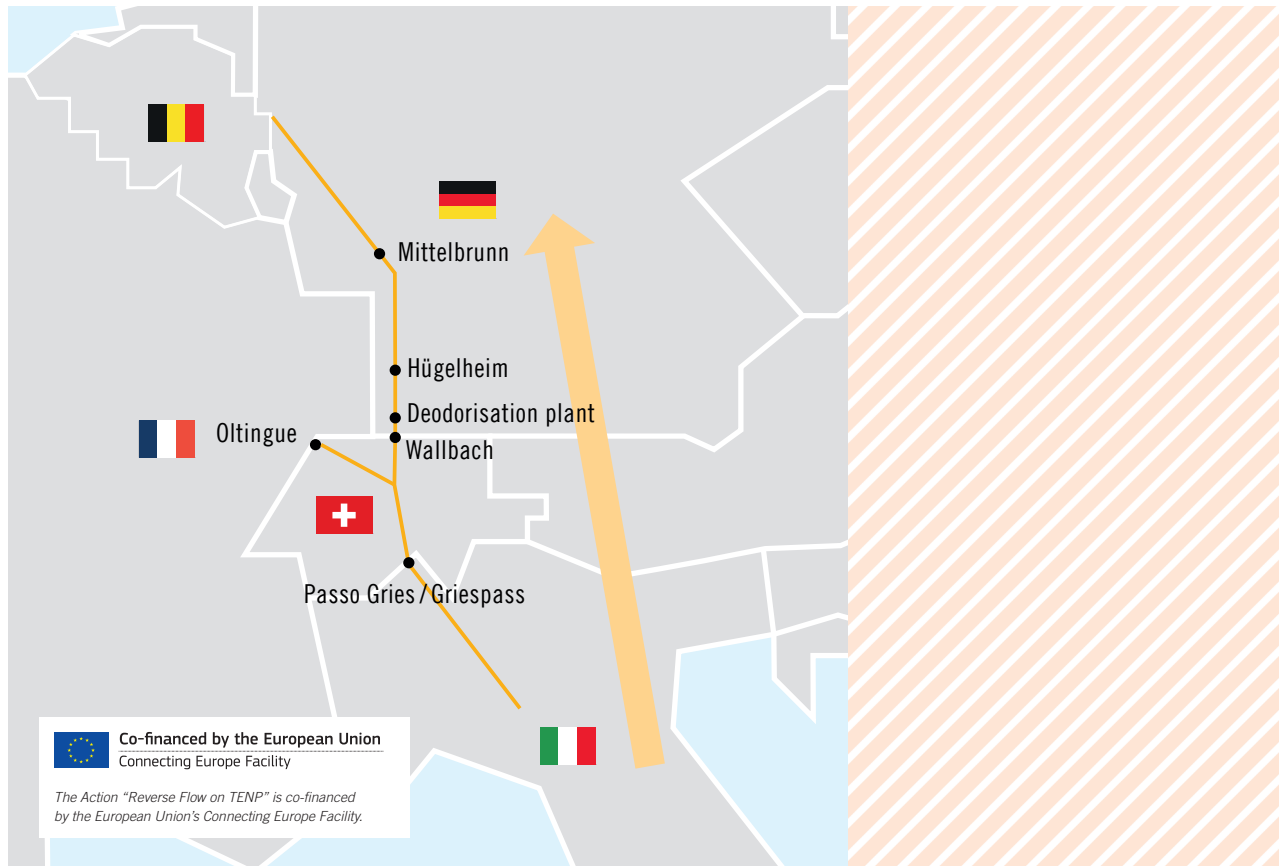 Mittelbrunn
Hügelheim
Deodorisation plant
Oltingue
Wallbach
Passo Gries / Griespass
Co-financed by the European Union
Connecting Europe Facility
The Action “Reverse Flow on TENP” is co-financed
by the European Union’s Connecting Europe Facility.